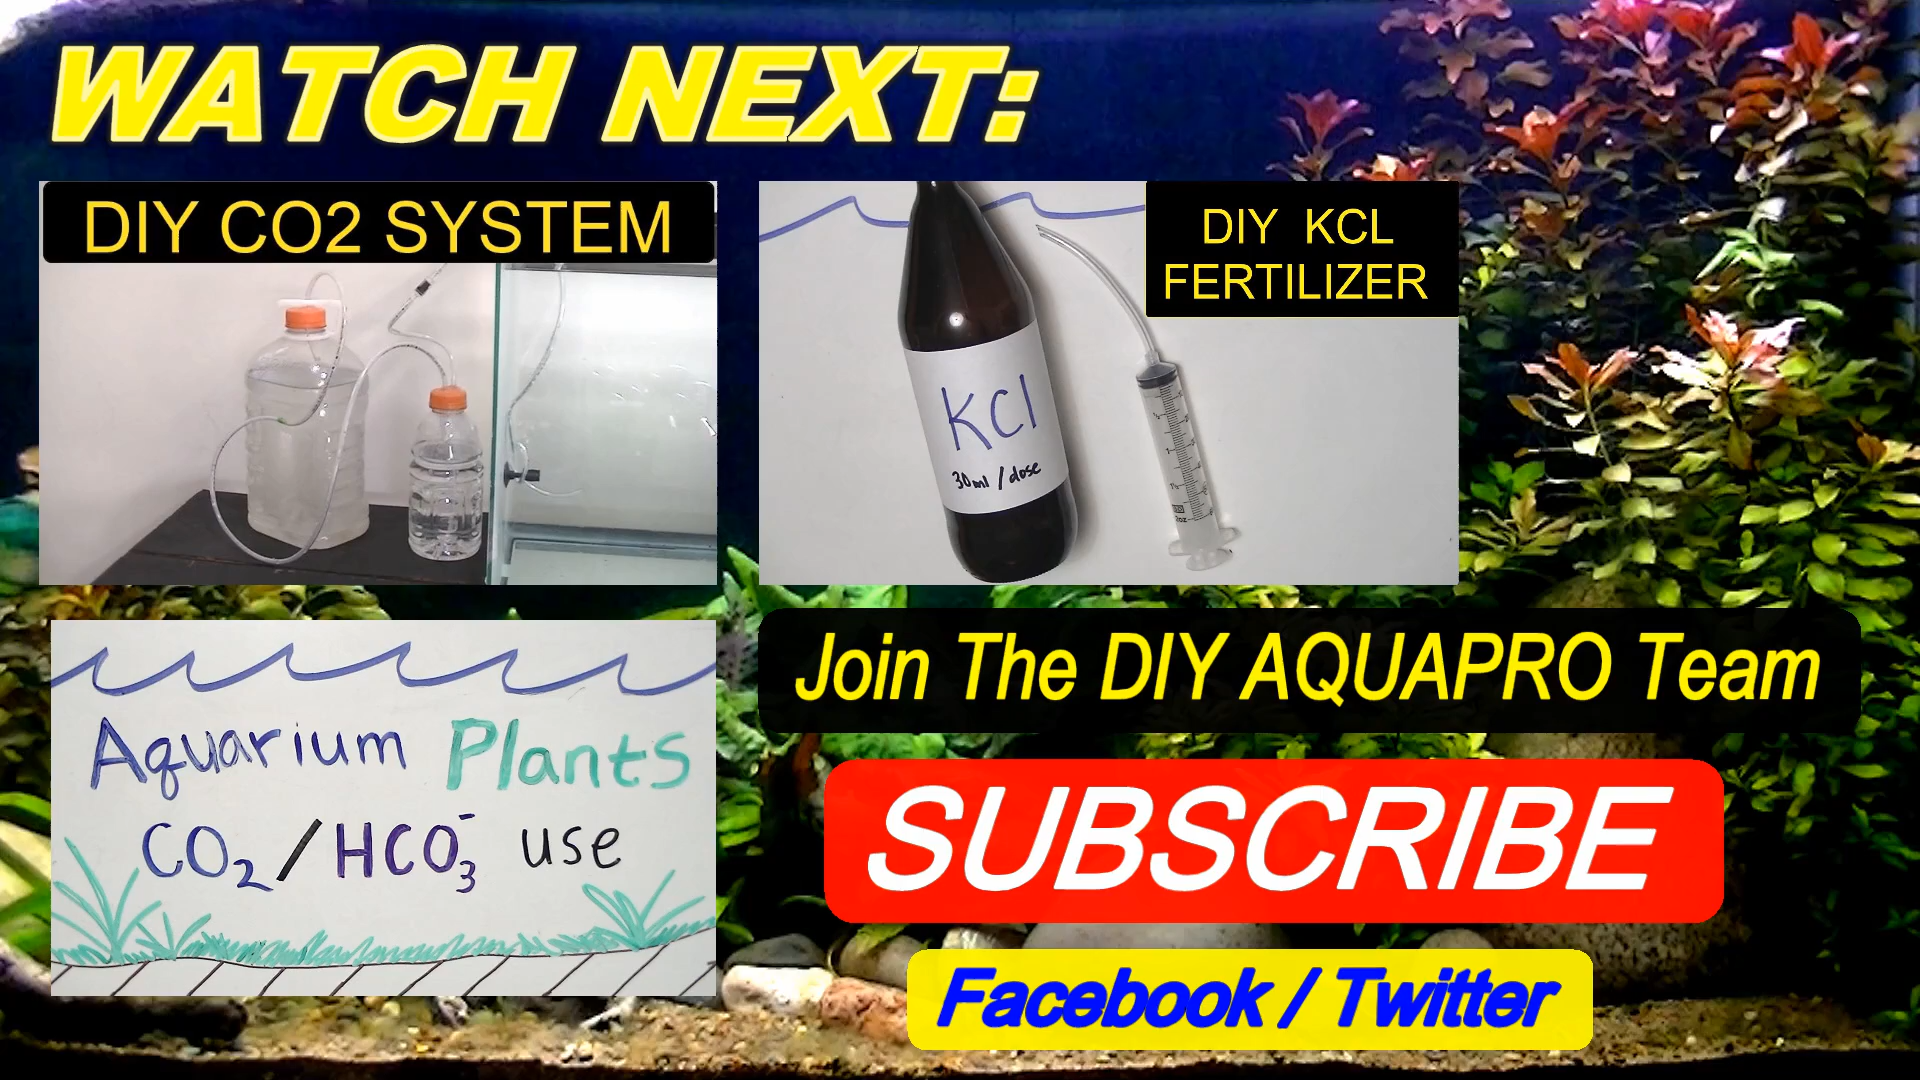 WATCH NEXT:
DIY CO2 SYSTEM
DIY KCL
FERTILIZER
KCl
30ml / dose
Aquarium Plants
CO₂/HCO₃⁻ use
Join The DIY AQUAPRO Team
SUBSCRIBE
Facebook / Twitter